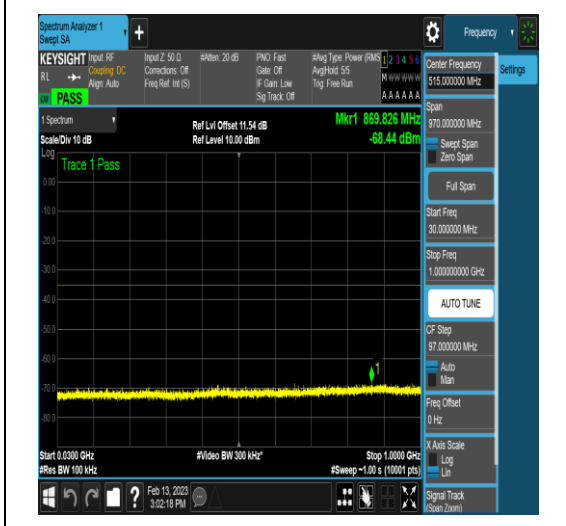 Spectrum Analyzer 1
Swept SA
+
Frequency
KEYSIGHT
Input: RF
Coupling: DC
Align: Auto
Input Z: 50 Ω
Corrections: Off
Freq Ref: Int (S)
#Atten: 20 dB
PNO: Fast
Gate: Off
IF Gain: Low
Sig Track: Off
#Avg Type: Power (RMS
Avg|Hold: 5/5
Trig: Free Run
1 2 3 4 5 6
M W W W W W
A A A A A A
RL
PASS
1 Spectrum
Scale/Div 10 dB
Ref Lvl Offset 11.54 dB
Ref Level 10.00 dBm
Mkr1 869.826 MHz
-68.44 dBm
Log
Trace 1 Pass
0.00
-10.0
-20.0
-30.0
-40.0
-50.0
-60.0
-70.0
-80.0
1
Start 0.0300 GHz
#Res BW 100 kHz
#Video BW 300 kHz*
Stop 1.0000 GHz
#Sweep ~1.00 s (10001 pts)
Feb 13, 2023
3:02:18 PM
?
Center Frequency
515.000000 MHz
Settings
Span
970.000000 MHz
Swept Span
Zero Span
Full Span
Start Freq
30.000000 MHz
Stop Freq
1.000000000 GHz
AUTO TUNE
CF Step
97.000000 MHz
Auto
Man
Freq Offset
0 Hz
X Axis Scale
Log
Lin
Signal Track
(Span Zoom)